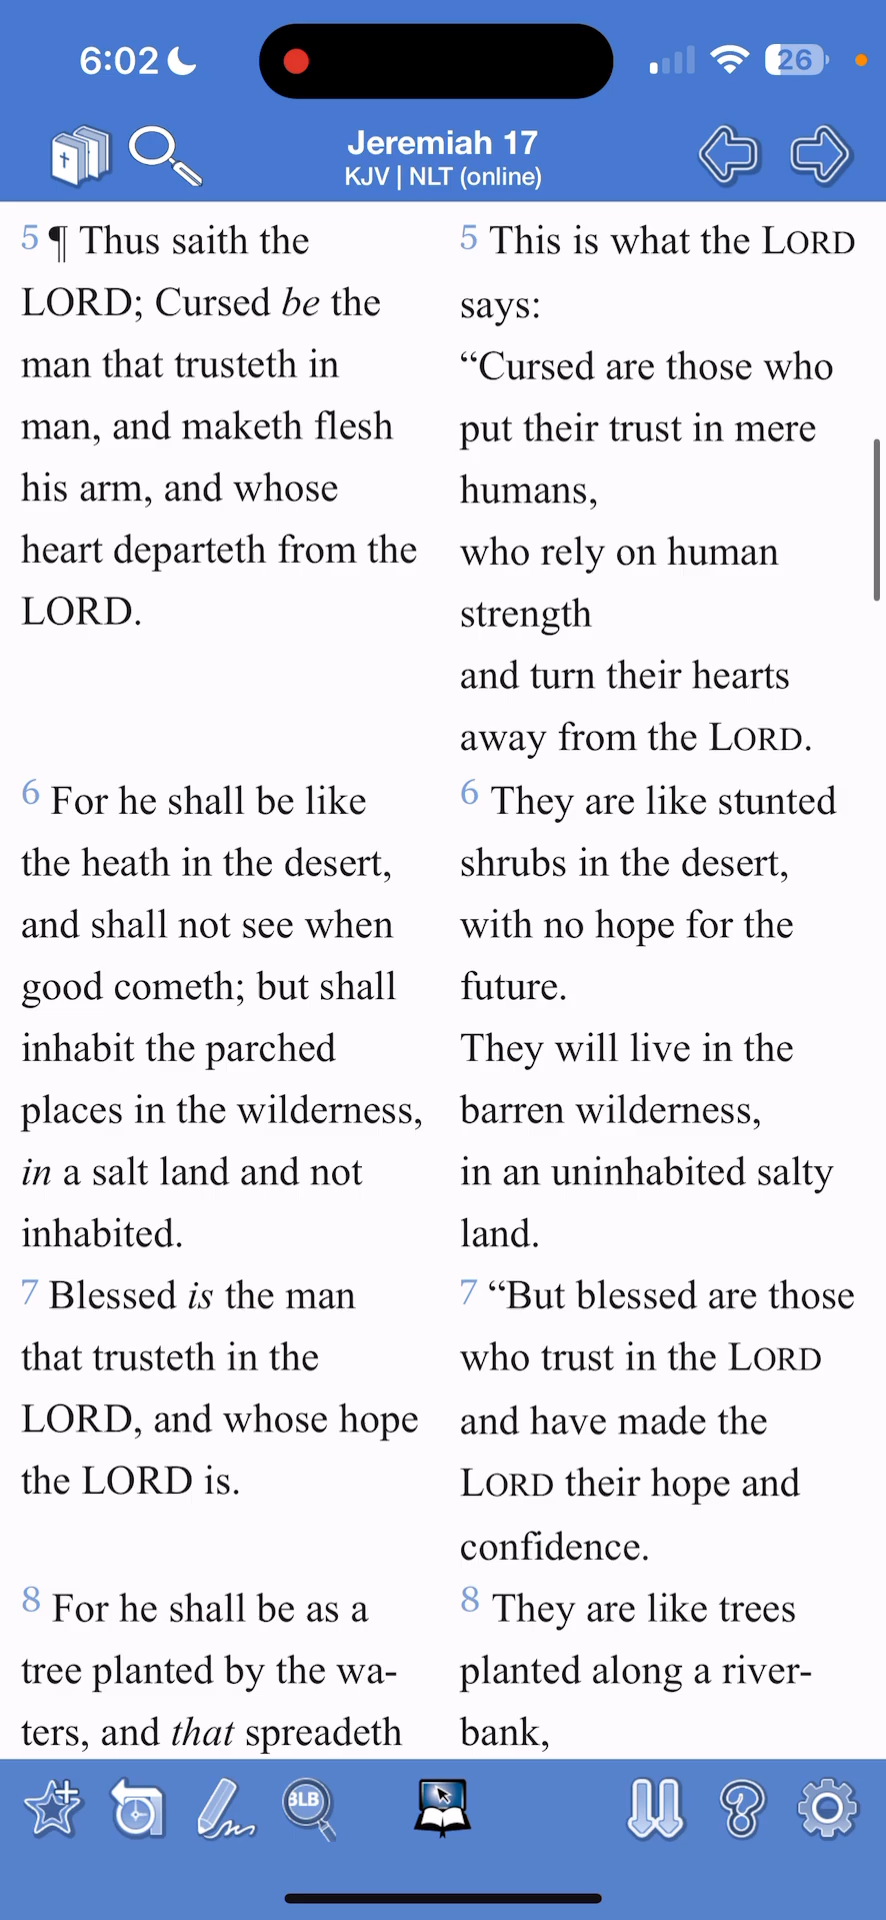 6:02
26
Jeremiah 17
KJV | NLT (online)
5 ¶ Thus saith the
LORD; Cursed be the
man that trusteth in
man, and maketh flesh
his arm, and whose
heart departeth from the
LORD.
5 This is what the LORD
says:
“Cursed are those who
put their trust in mere
humans,
who rely on human
strength
and turn their hearts
away from the LORD.
6 For he shall be like
the heath in the desert,
and shall not see when
good cometh; but shall
inhabit the parched
places in the wilderness,
in a salt land and not
inhabited.
6 They are like stunted
shrubs in the desert,
with no hope for the
future.
They will live in the
barren wilderness,
in an uninhabited salty
land.
7 Blessed is the man
that trusteth in the
LORD, and whose hope
the LORD is.
7 “But blessed are those
who trust in the LORD
and have made the
LORD their hope and
confidence.
8 For he shall be as a
tree planted by the wa-
ters, and that spreadeth
8 They are like trees
planted along a river-
bank,
BLB